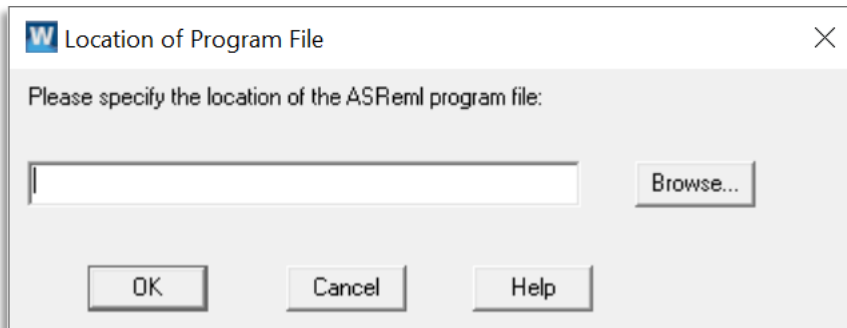 W Location of Program File
Please specify the location of the ASReml program file:
Browse...
OK Cancel Help